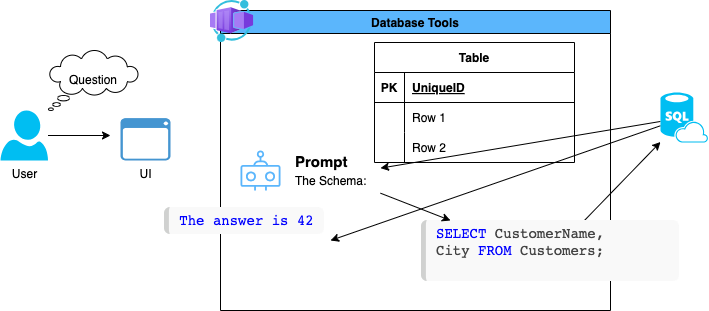 Database Tools
Table
PK UniqueID
Row 1
Row 2
Question
User
UI
SQL
Prompt
The Schema:
The answer is 42
SELECT CustomerName,
City FROM Customers;